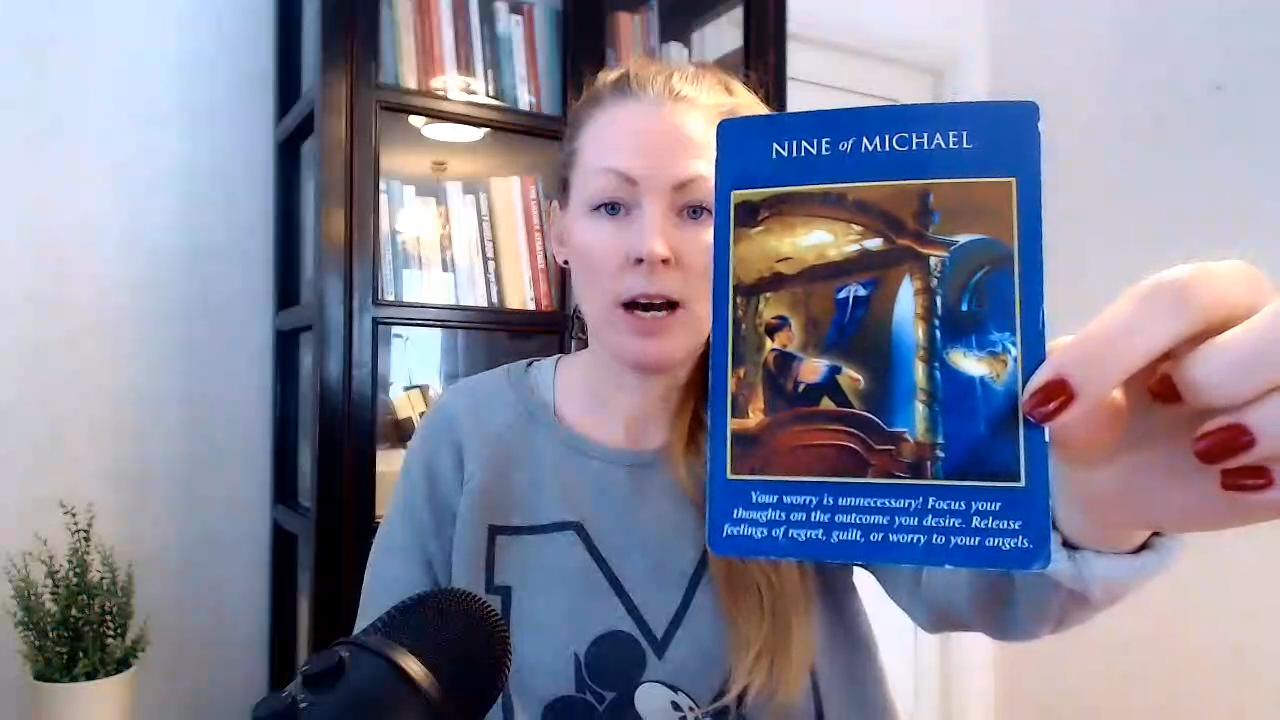 NINE of MICHAEL
Your worry is unnecessary! Focus your
thoughts on the outcome you desire. Release
feelings of regret, guilt, or worry to your angels.
M